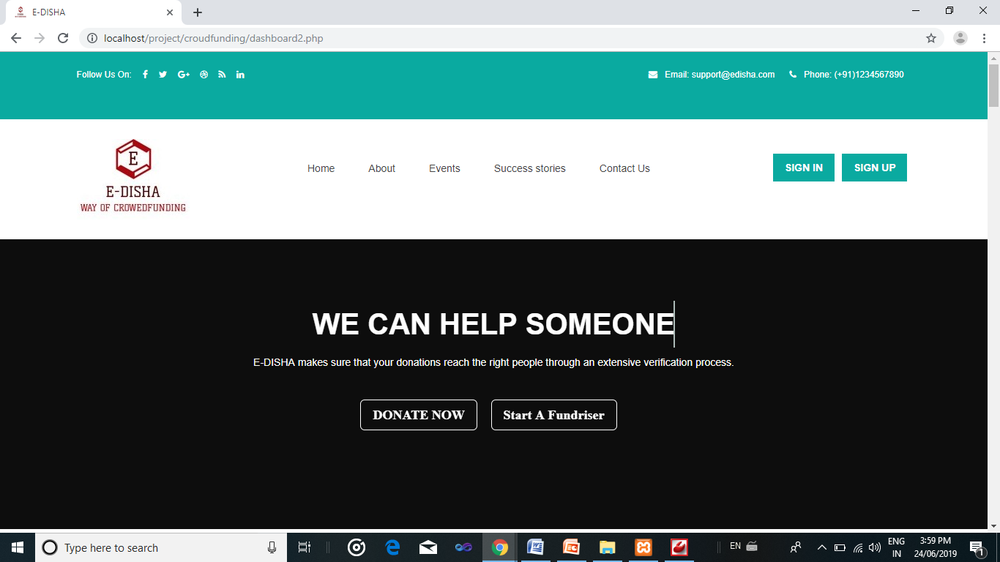 E-DISHA
localhost/project/croudfunding/dashboard2.php
Follow Us On:
Email: support@edisha.com Phone: (+91)1234567890
E
E-DISHA
WAY OF CROWEDFUNDING
Home About Events Success stories Contact Us
SIGN IN SIGN UP
WE CAN HELP SOMEONE
E-DISHA makes sure that your donations reach the right people through an extensive verification process.
DONATE NOW Start A Fundriser
Type here to search
EN
ENG
IN
3:59 PM
24/06/2019
1